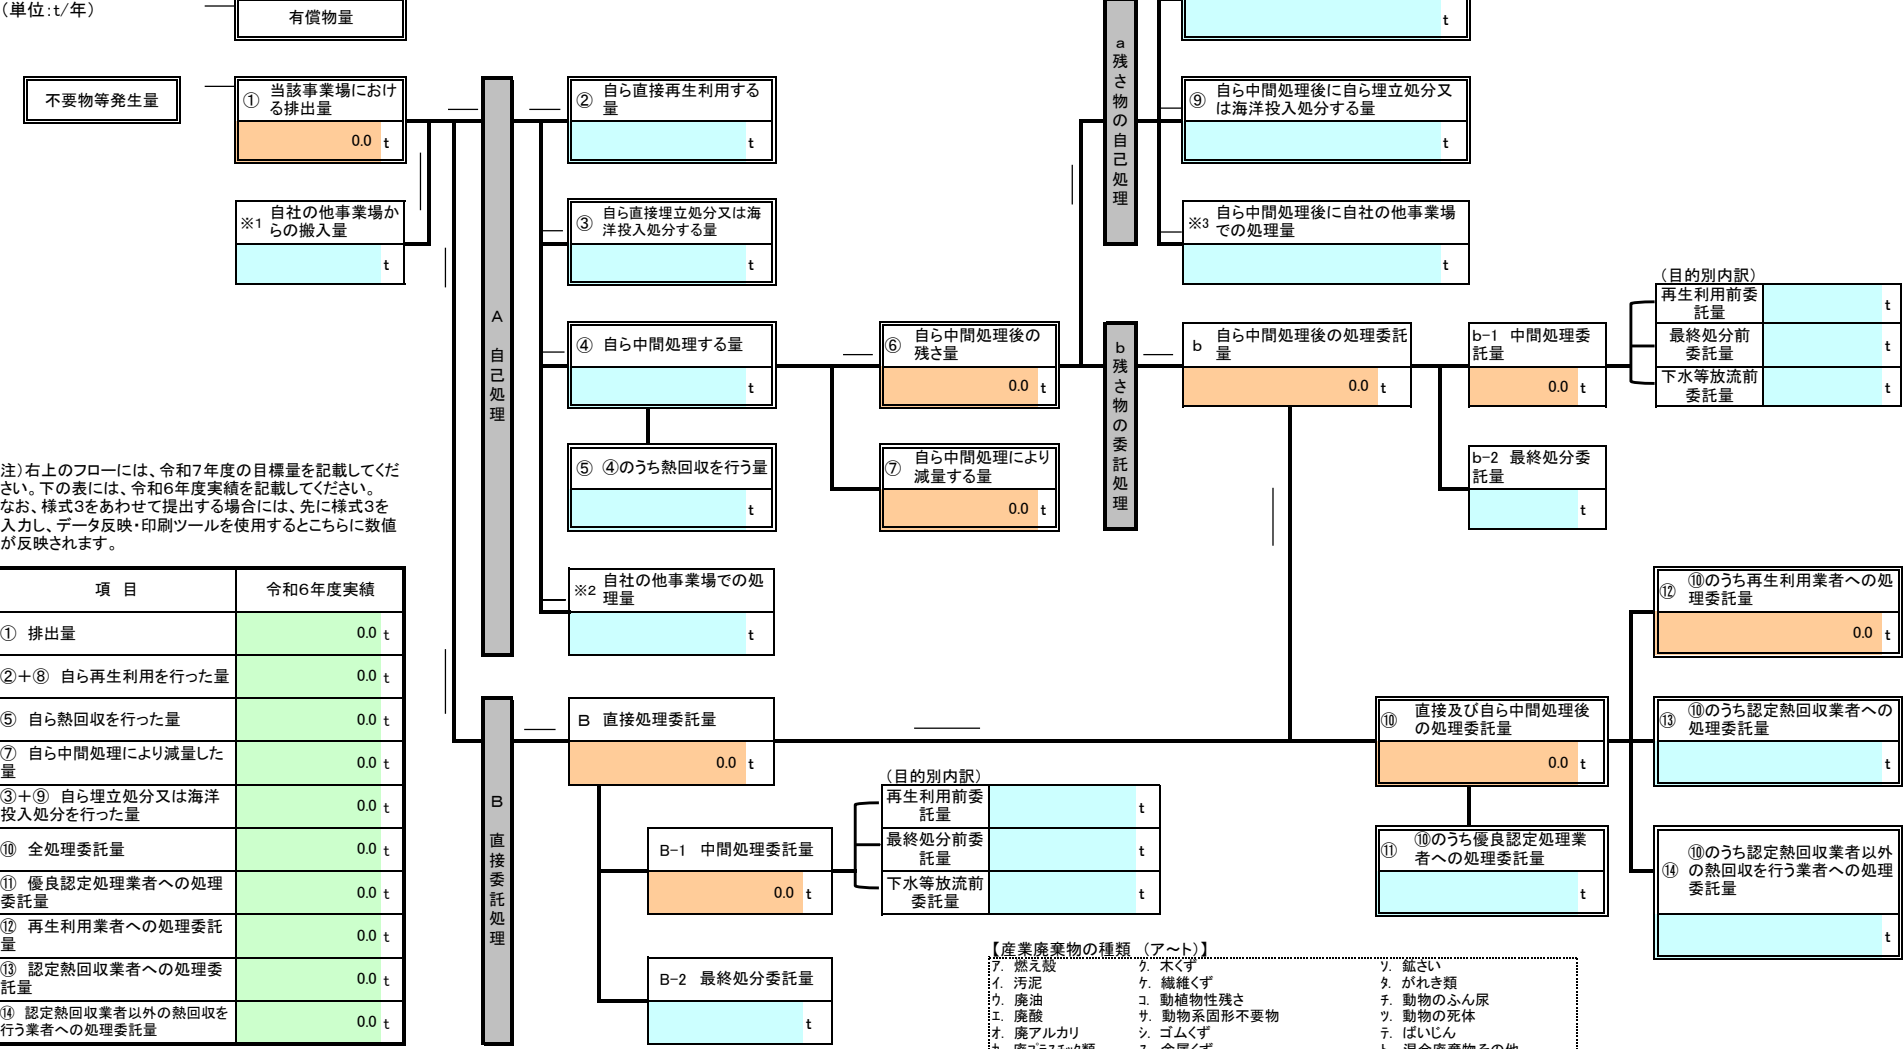 （単位：t/年）
有償物量
t
不要物等発生量
① 当該事業場におけ
る排出量
0.0 t
※1 自社の他事業場か
らの搬入量
t
A 自己処理
② 自ら直接再生利用する
量
t
③ 自ら直接埋立処分又は海
洋投入処分する量
t
④ 自ら中間処理する量
t
⑤ ④のうち熱回収を行う量
t
※2 自社の他事業場での処
理量
t
⑥ 自ら中間処理後の
残さ量
0.0 t
⑦ 自ら中間処理により
減量する量
0.0 t
a 残さ物の自己処理
⑨ 自ら中間処理後に自ら埋立処分又
は海洋投入処分する量
t
※3 自ら中間処理後に自社の他事業場
での処理量
t
b 残さ物の委託処理
b 自ら中間処理後の処理委託
量
0.0 t
b-1 中間処理委
託量
0.0 t
b-2 最終処分委
託量
t
（目的別内訳）
再生利用前委
託量
t
最終処分前
委託量
t
下水等放流前
委託量
t
注）右上のフローには、令和7年度の目標量を記載してくだ
さい。下の表には、令和6年度実績を記載してください。
なお、様式3をあわせて提出する場合には、先に様式3を
入力し、データ反映・印刷ツールを使用するとこちらに数値
が反映されます。
項 目 令和6年度実績
① 排出量 0.0 t
②＋⑧ 自ら再生利用を行った量 0.0 t
⑤ 自ら熱回収を行った量 0.0 t
⑦ 自ら中間処理により減量した
量 0.0 t
③＋⑨ 自ら埋立処分又は海洋
投入処分を行った量 0.0 t
⑩ 全処理委託量 0.0 t
⑪ 優良認定処理業者への処理
委託量 0.0 t
⑫ 再生利用業者への処理委託
量 0.0 t
⑬ 認定熱回収業者への処理委
託量 0.0 t
⑭ 認定熱回収業者以外の熱回収を
行う業者への処理委託量 0.0 t
B 直接委託処理
B 直接処理委託量
0.0 t
B-1 中間処理委託量
0.0 t
B-2 最終処分委託量
t
（目的別内訳）
再生利用前委
託量
t
最終処分前委
託量
t
下水等放流前
委託量
t
⑩ 直接及び自ら中間処理後
の処理委託量
0.0 t
⑪ ⑩のうち優良認定処理業
者への処理委託量
t
⑫ ⑩のうち再生利用業者への処
理委託量
0.0 t
⑬ ⑩のうち認定熱回収業者への
処理委託量
t
⑭ ⑩のうち認定熱回収業者以外
の熱回収を行う業者への処理
委託量
t
【産業廃棄物の種類 （ア～ト）】
ア. 燃え殻 ク. 木くず ソ. 鉱さい
イ. 汚泥 ケ. 繊維くず タ. がれき類
ウ. 廃油 コ. 動植物性残さ チ. 動物のふん尿
エ. 廃酸 サ. 動物系固形不要物 ツ. 動物の死体
オ. 廃アルカリ シ. ゴムくず テ. ばいじん